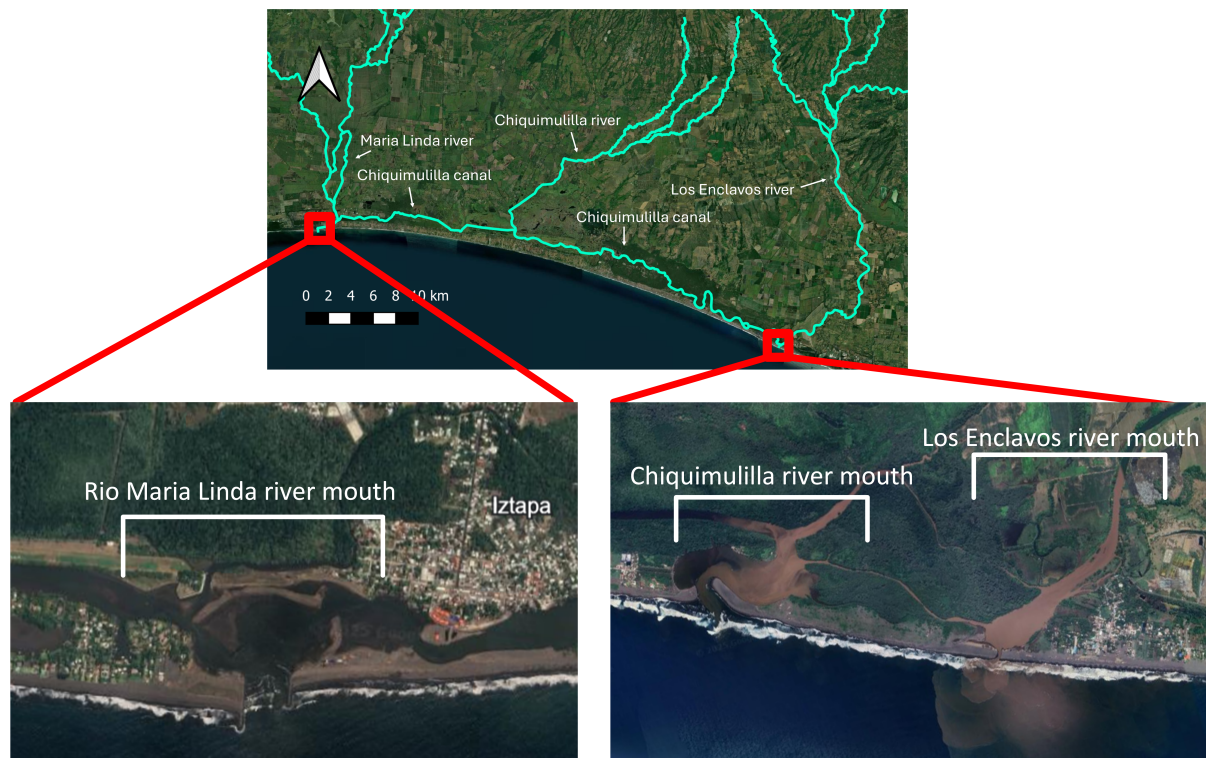 Chiquimulilla river
Maria Linda river
Chiquimulilla canal
Los Enclavos river
Chiquimulilla canal
0 2 4 6 8 10 km
Los Enclavos river mouth
Chiquimulilla river mouth
Rio Maria Linda river mouth
Iztapa